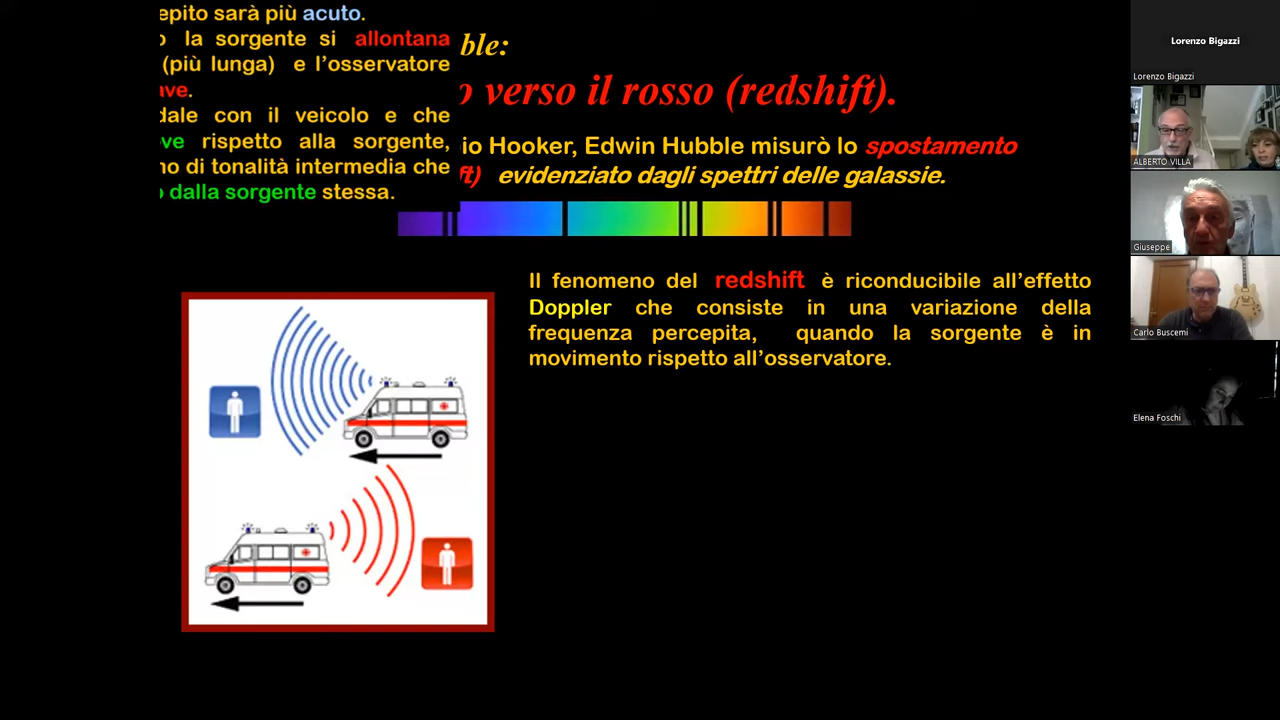 epito sarà più acuto.
o la sorgente si allontana
(più lunga) e l'osservatore
ave.
dale con il veicolo e che
ve rispetto alla sorgente,
no di tonalità intermedia che
o dalla sorgente stessa.
ble:
o verso il rosso (redshift).
io Hooker, Edwin Hubble misurò lo spostamento
ft) evidenziato dagli spettri delle galassie.
Il fenomeno del redshift è riconducibile all'effetto
Doppler che consiste in una variazione della
frequenza percepita, quando la sorgente è in
movimento rispetto all'osservatore.
Lorenzo Bigazzi
Lorenzo Bigazzi
ALBERTO VILLA
Giuseppe
Carlo Buscemi
Elena Foschi